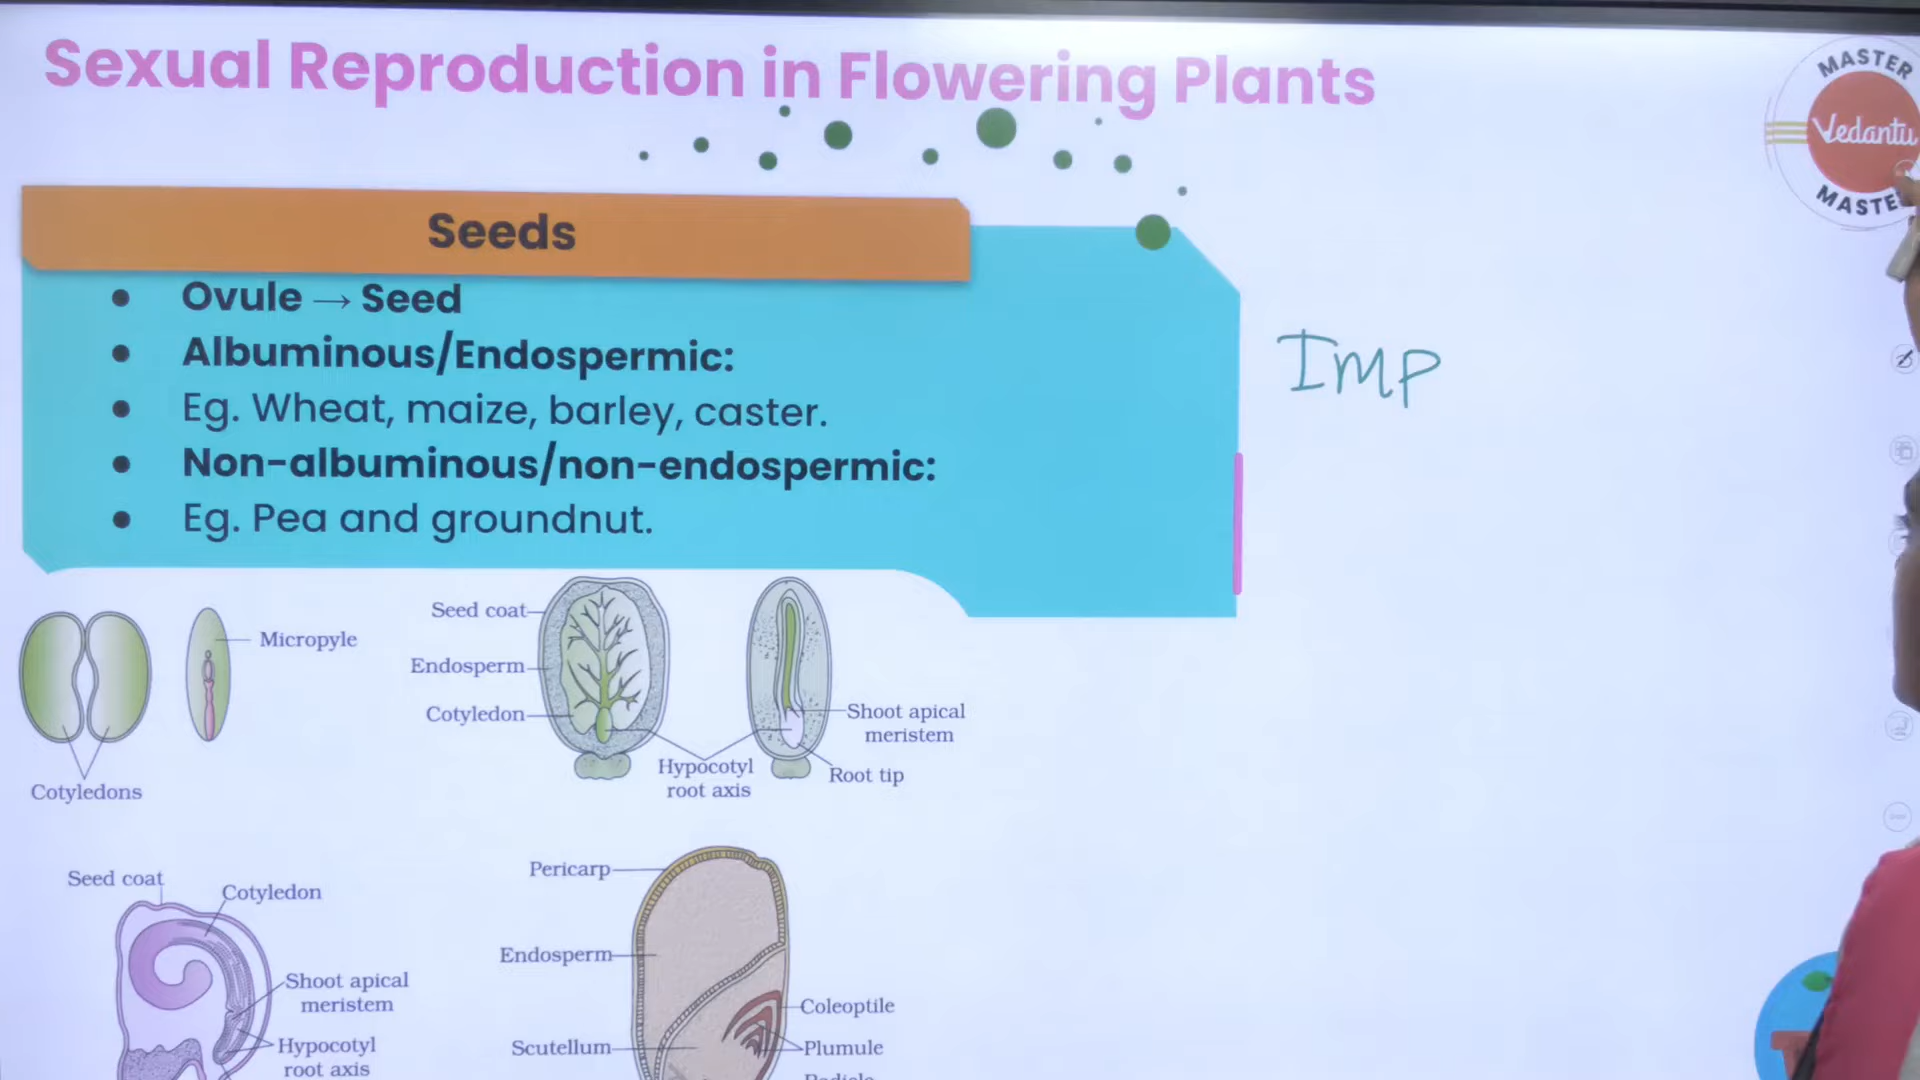 Sexual Reproduction in Flowering Plants
MASTER
Vedantu
Seeds
• Ovule → Seed
• Albuminous/Endospermic:
• Eg. Wheat, maize, barley, caster.
• Non-albuminous/non-endospermic:
• Eg. Pea and groundnut.
IMP
Micropyle
Cotyledons
Seed coat
Endosperm
Cotyledon
Hypocotyl
root axis
Shoot apical
meristem
Root tip
Seed coat
Cotyledon
Shoot apical
meristem
Hypocotyl
root axis
Pericarp
Endosperm
Scutellum
Coleoptile
Plumule